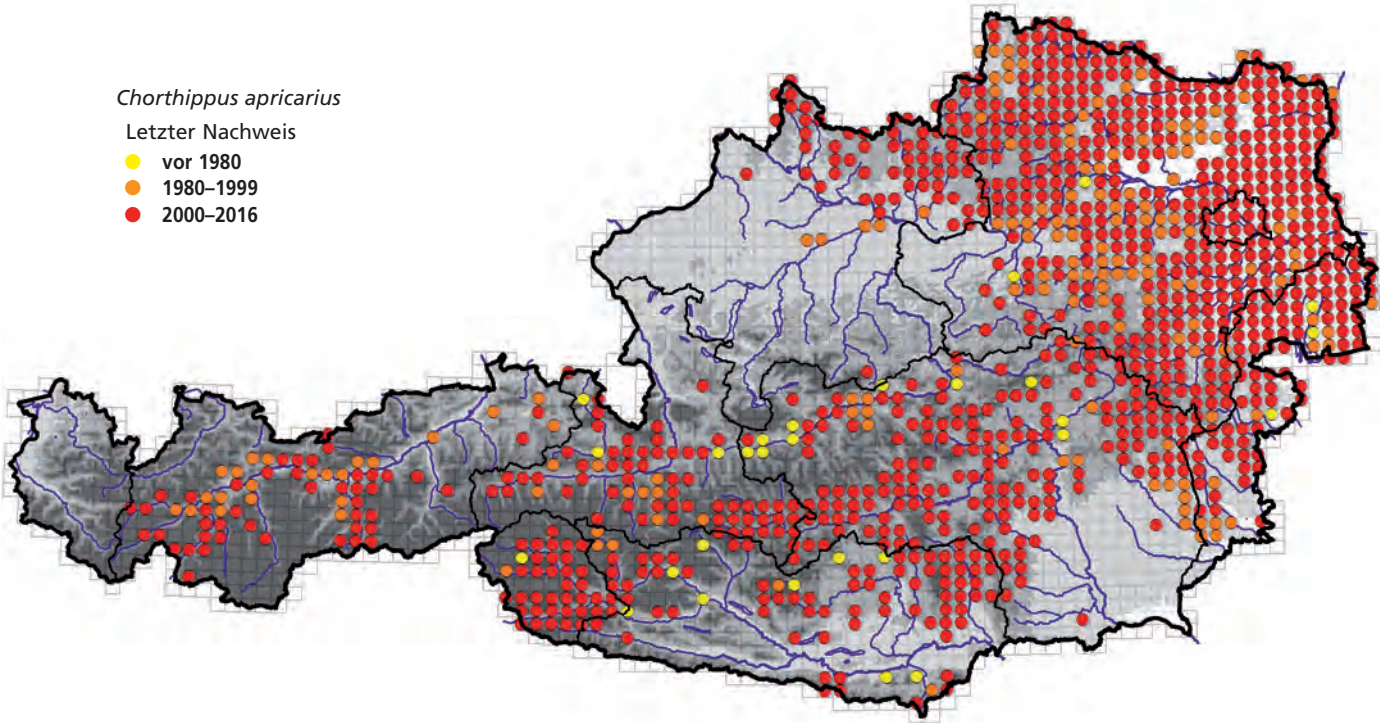 Chorthippus apricarius
Letzter Nachweis
vor 1980
1980–1999
2000–2016